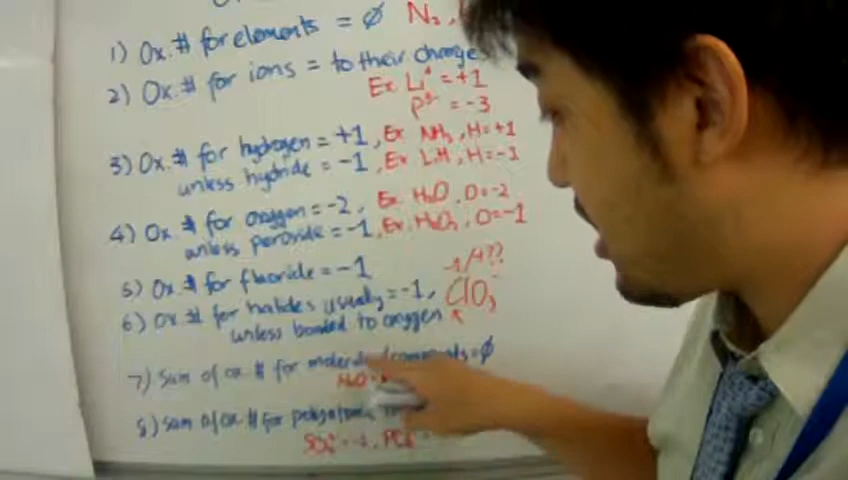 1) Ox. # for elements = ∅ N₂,
2) Ox. # for ions = to their charges
Ex Li⁺ = +1
P³⁻ = -3
3) Ox. # for hydrogen = +1, Ex NH₃, H = +1
unless hydride = -1, Ex LiH, H = -1
4) Ox # for oxygen = -2, Ex H₂O, O = -2
unless peroxide = -1, Ex: H₂O₂, O = -1
5) Ox # for fluoride = -1
-1/+1??
6) Ox # for halides usually = -1, ClO₃⁻
unless bonded to oxygen
7) Sum of ox # for = ∅
H₂O
8) Sum of ox # for polyatomic